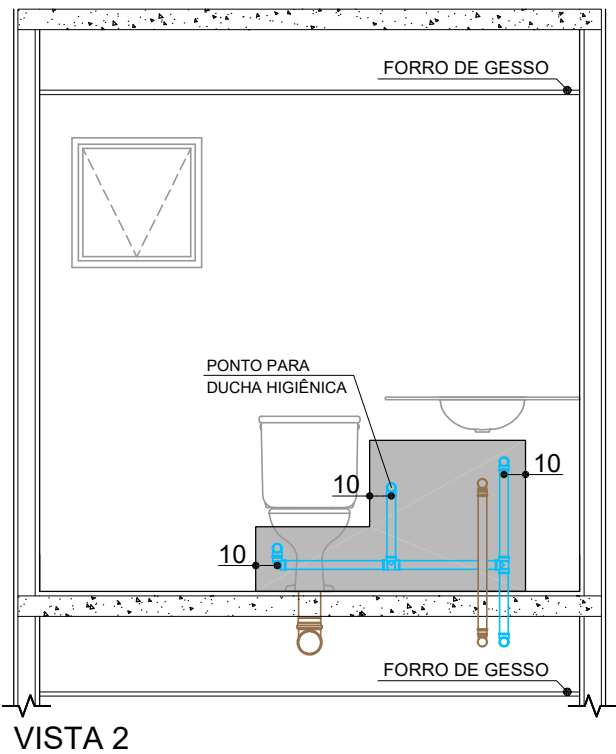 FORRO DE GESSO
PONTO PARA
DUCHA HIGIÊNICA
10
10
10
FORRO DE GESSO
VISTA 2